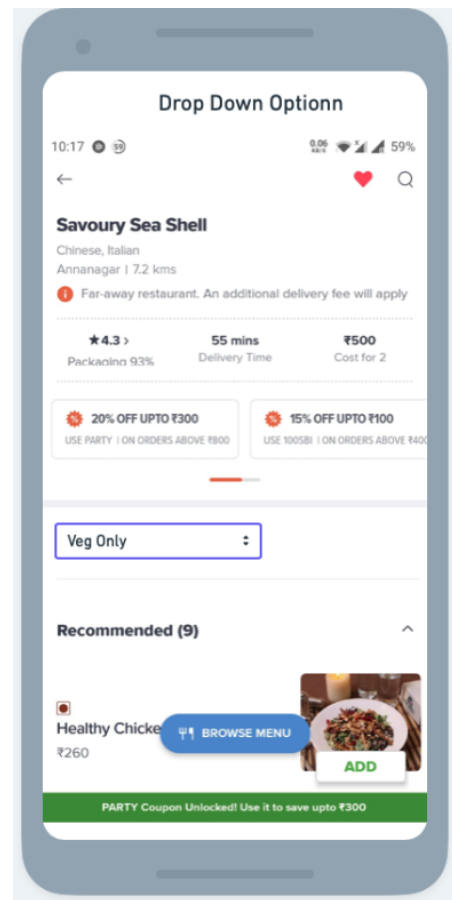 Drop Down Optionn
10:17 59 0.06 KB/S 59%
Savoury Sea Shell
Chinese, Italian
Annanagar | 7.2 kms
Far-away restaurant. An additional delivery fee will apply
★4.3 › 55 mins ₹500
Packaging 93% Delivery Time Cost for 2
20% OFF UPTO ₹300 15% OFF UPTO ₹100
USE PARTY | ON ORDERS ABOVE ₹800 USE 100SBI | ON ORDERS ABOVE ₹400
Veg Only
Recommended (9)
Healthy Chicke
₹260
BROWSE MENU
ADD
PARTY Coupon Unlocked! Use it to save upto ₹300